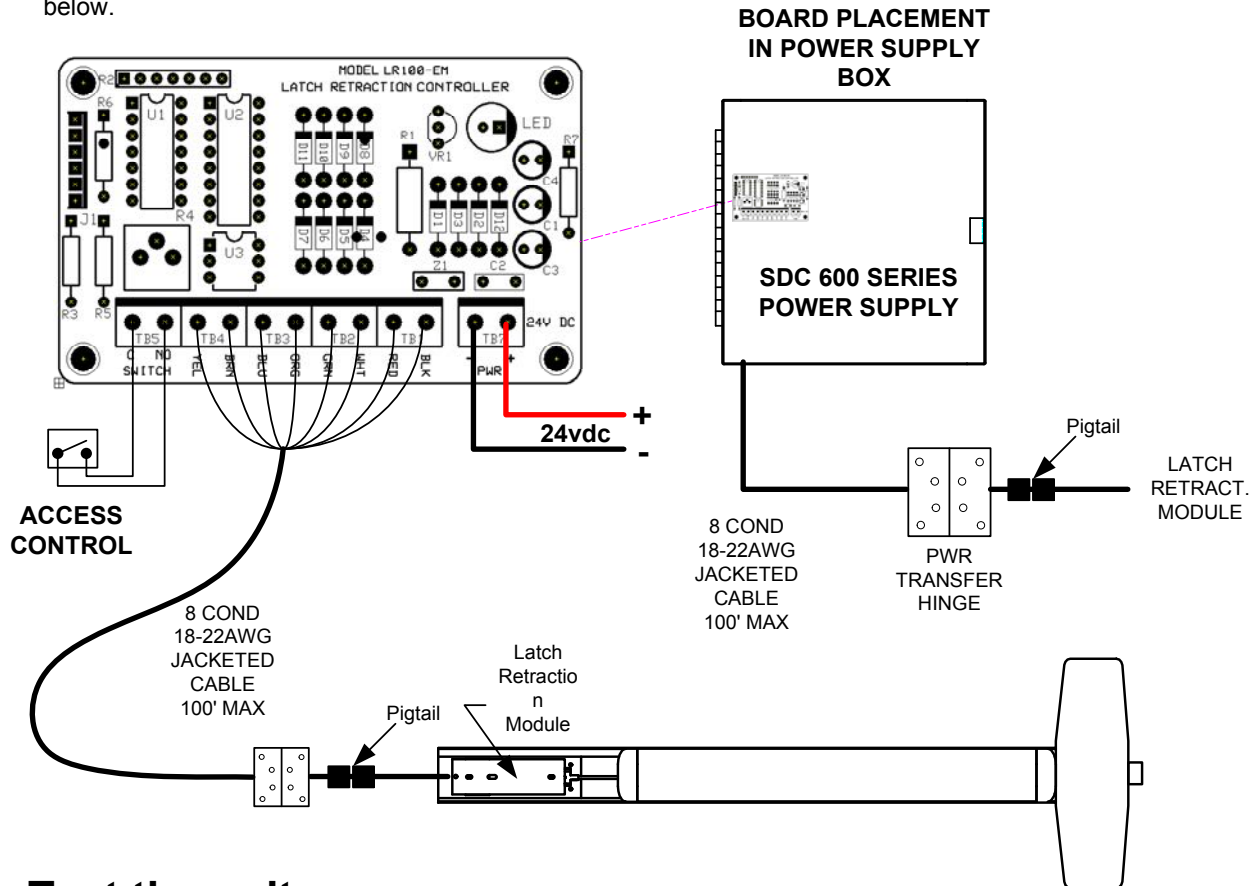 below.
BOARD PLACEMENT
IN POWER SUPPLY
BOX
MODEL LR100-EM
LATCH RETRACTION CONTROLLER
R2
R6
U1
U2
D11
D10
D9
D8
R1
VR1
LED
R7
C4
J1
R4
D7
D6
D5
D4
D1
D3
D2
D12
C1
U3
C3
Z1
C2
R3
R5
TB5
TB4
TB3
TB2
TB1
TB7
24V DC
C
NO
SWITCH
YEL
BRN
BLU
ORG
GRN
WHT
RED
BLK
-
+
PWR
SDC 600 SERIES
POWER SUPPLY
+
24vdc
-
ACCESS
CONTROL
Pigtail
LATCH
RETRACT.
MODULE
8 COND
18-22AWG
JACKETED
CABLE
100' MAX
PWR
TRANSFER
HINGE
8 COND
18-22AWG
JACKETED
CABLE
100' MAX
Pigtail
Latch
Retractio
n
Module